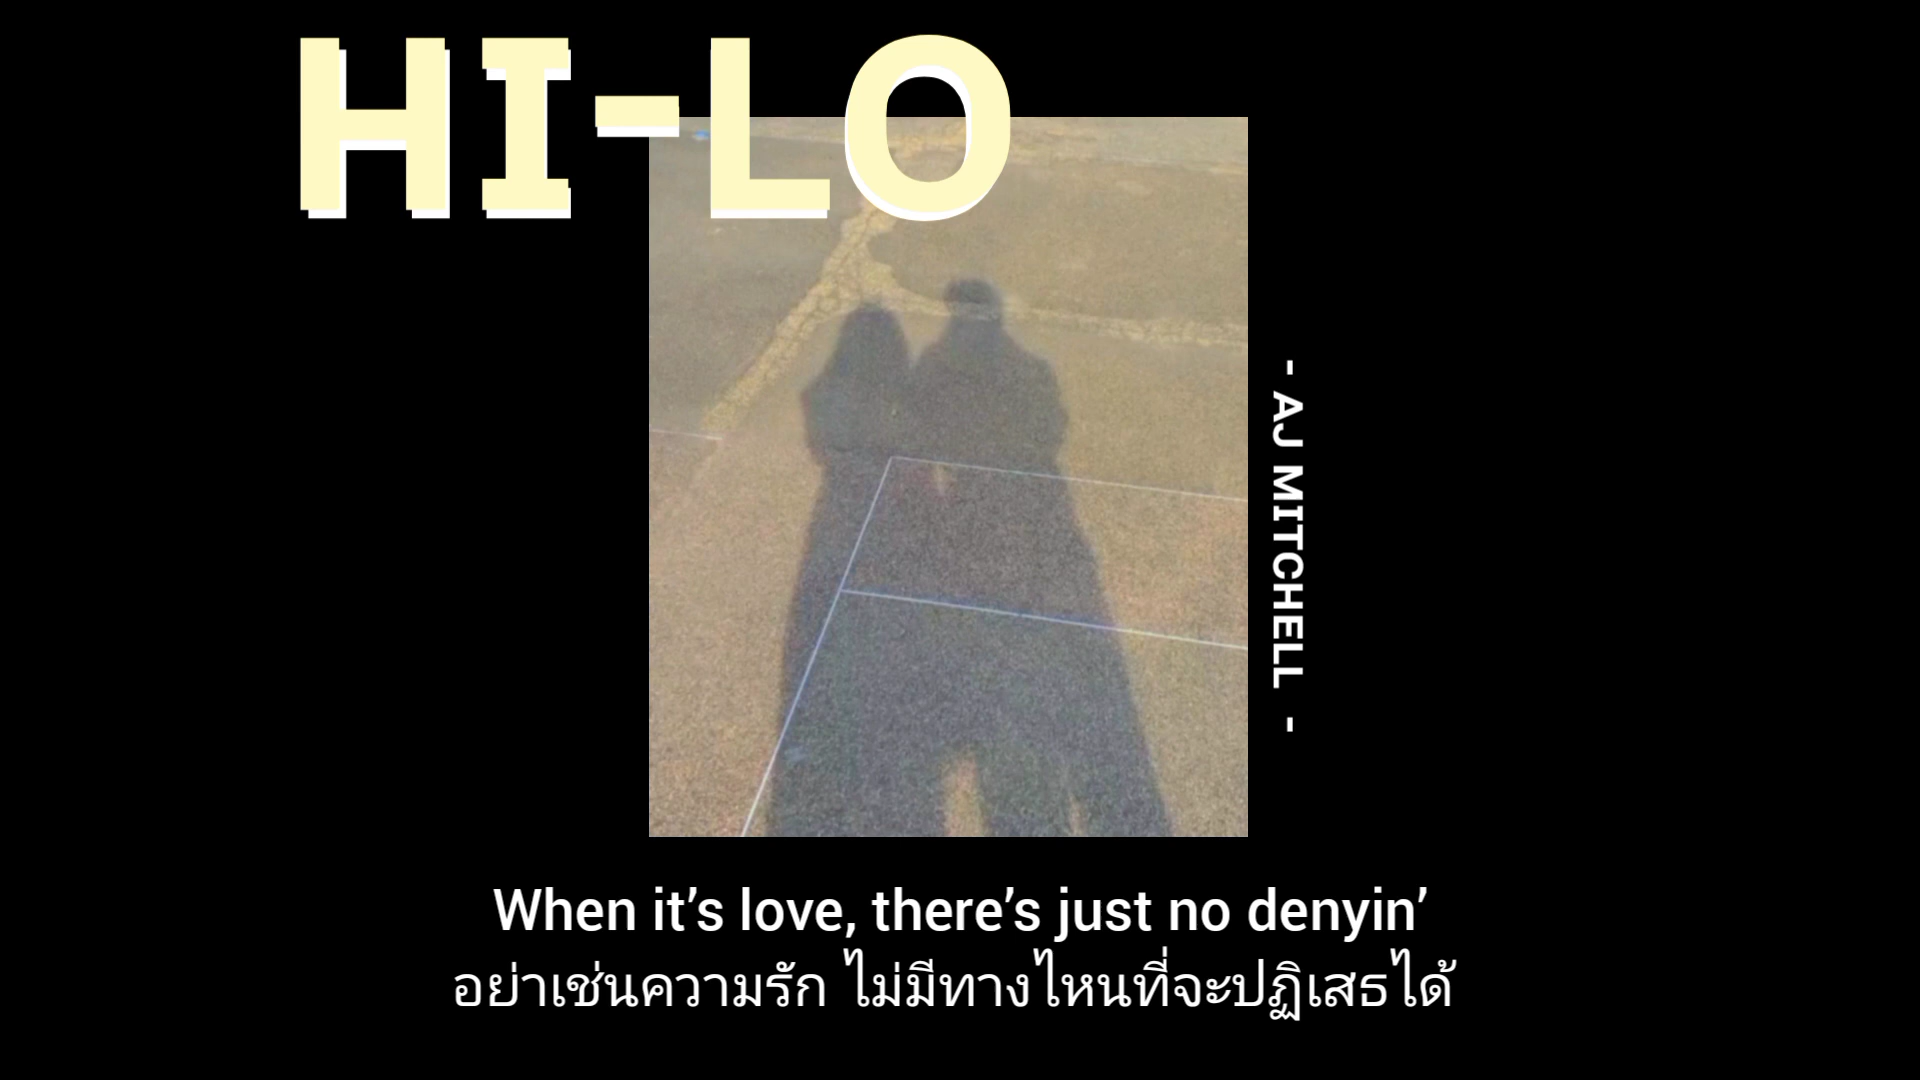 HI-LO
- AJ MITCHELL -
When it’s love, there’s just no denyin’
อย่าเช่นความรัก ไม่มีทางไหนที่จะปฏิเสธได้